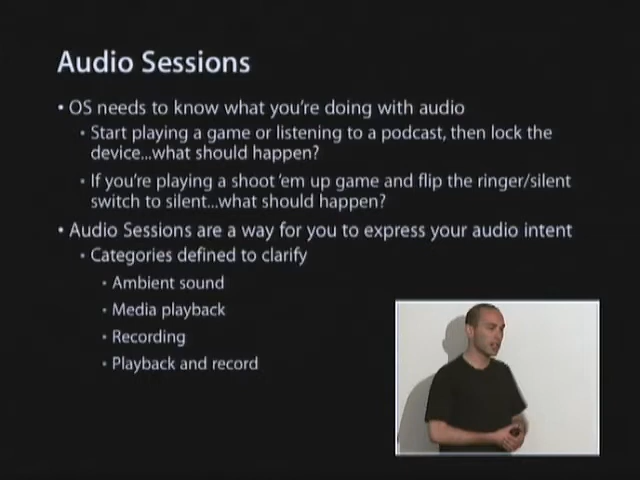 Audio Sessions
• OS needs to know what you're doing with audio
• Start playing a game or listening to a podcast, then lock the
device...what should happen?
• If you're playing a shoot 'em up game and flip the ringer/silent
switch to silent...what should happen?
• Audio Sessions are a way for you to express your audio intent
• Categories defined to clarify
• Ambient sound
• Media playback
• Recording
• Playback and record